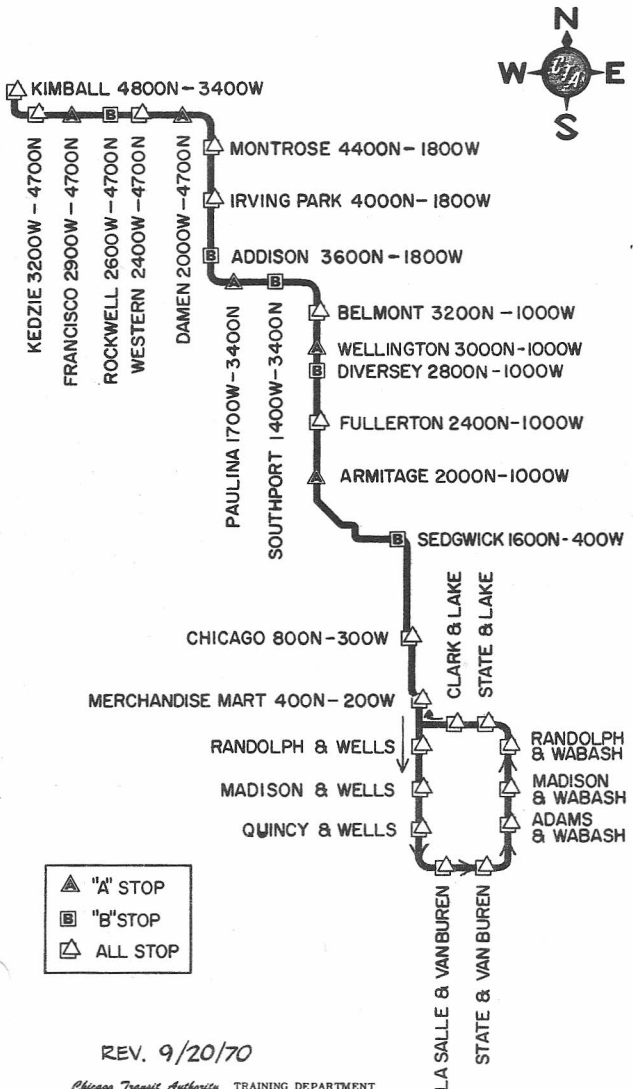 N
W CTA E
S
KIMBALL 4800N-3400W
KEDZIE 3200W-4700N
FRANCISCO 2900W-4700N
B
ROCKWELL 2600W-4700N
WESTERN 2400W-4700N
A
DAMEN 2000W-4700N
MONTROSE 4400N-1800W
IRVING PARK 4000N-1800W
B ADDISON 3600N-1800W
A
PAULINA 1700W-3400N
B
SOUTHPORT 1400W-3400N
BELMONT 3200N-1000W
A WELLINGTON 3000N-1000W
B DIVERSEY 2800N-1000W
FULLERTON 2400N-1000W
A ARMITAGE 2000N-1000W
B SEDGWICK 1600N-400W
CHICAGO 800N-300W
MERCHANDISE MART 400N-200W
CLARK & LAKE
STATE & LAKE
RANDOLPH & WELLS
RANDOLPH
& WABASH
MADISON & WELLS
MADISON
& WABASH
QUINCY & WELLS
ADAMS
& WABASH
LA SALLE & VAN BUREN
STATE & VAN BUREN
A "A" STOP
B "B" STOP
ALL STOP
REV. 9/20/70
Chicago Transit Authority TRAINING DEPARTMENT